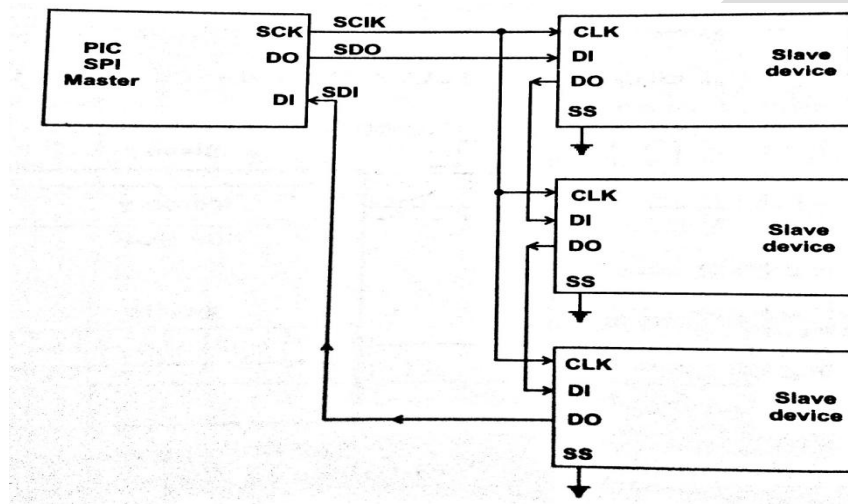 PIC
SPI
Master
SCK
DO
DI
SCIK
SDO
SDI
CLK
DI
DO
SS
Slave
device
CLK
DI
DO
SS
Slave
device
CLK
DI
DO
SS
Slave
device